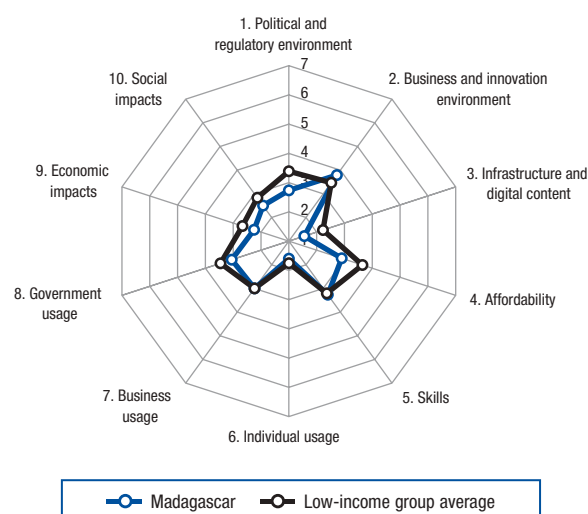 1. Political and
regulatory environment
7
10. Social
impacts
6
2. Business and innovation
environment
5
4
9. Economic
impacts
3
3. Infrastructure and
digital content
2
1
8. Government
usage
4. Affordability
7. Business
usage
5. Skills
6. Individual usage
Madagascar
Low-income group average